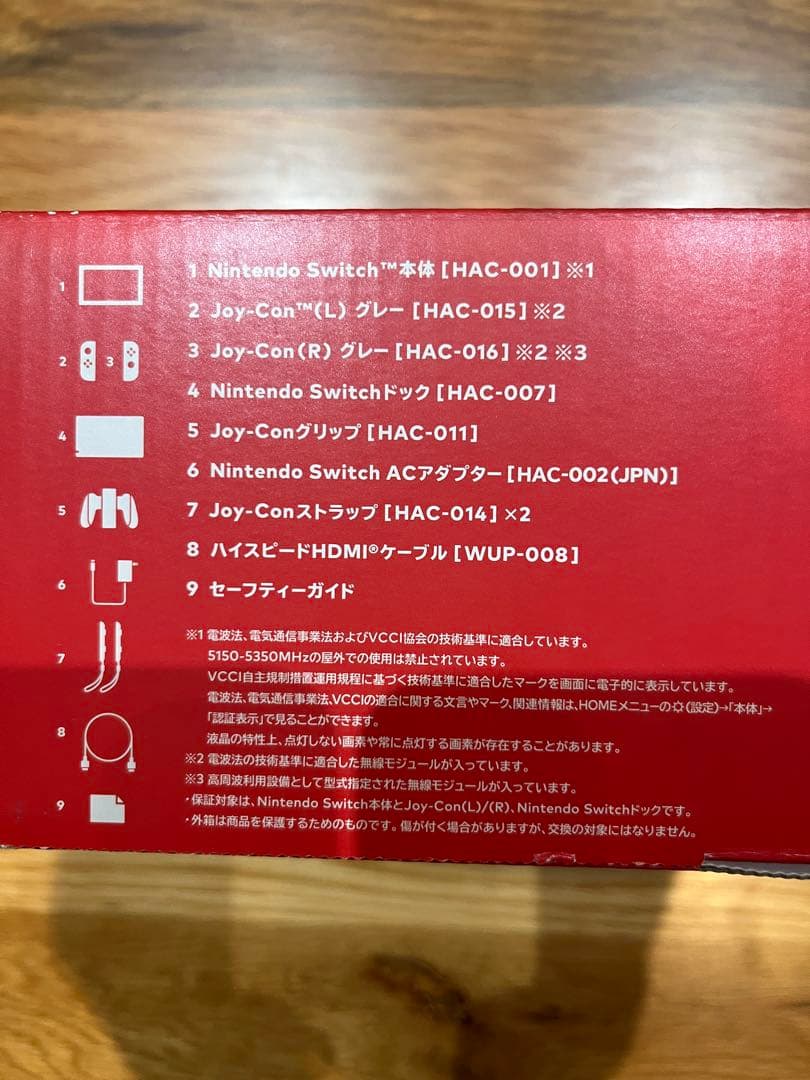 1 1 Nintendo Switch™本体 [HAC-001] ※1
2 Joy-Con™(L) グレー [HAC-015] ※2
2 3 3 Joy-Con(R) グレー [HAC-016] ※2 ※3
4 Nintendo Switchドック [HAC-007]
4 5 Joy-Conグリップ [HAC-011]
6 Nintendo Switch ACアダプター [HAC-002(JPN)]
5 7 Joy-Conストラップ [HAC-014] ×2
8 ハイスピードHDMI®ケーブル [WUP-008]
6 9 セーフティーガイド
※1 電波法、電気通信事業法およびVCCI協会の技術基準に適合しています。
7 5150-5350MHzの屋外での使用は禁止されています。
VCCI自主規制措置運用規程に基づく技術基準に適合したマークを画面に電子的に表示しています。
電波法、電気通信事業法、VCCIの適合に関する文言やマーク、関連情報は、HOMEメニューの(設定)→「本体」→
8 「認証表示」で見ることができます。
液晶の特性上、点灯しない画素や常に点灯する画素が存在することがあります。
※2 電波法の技術基準に適合した無線モジュールが入っています。
※3 高周波利用設備として型式指定された無線モジュールが入っています。
9 ・保証対象は、Nintendo Switch本体とJoy-Con(L)/(R)、Nintendo Switchドックです。
・外箱は商品を保護するためのものです。傷が付く場合がありますが、交換の対象にはなりません。